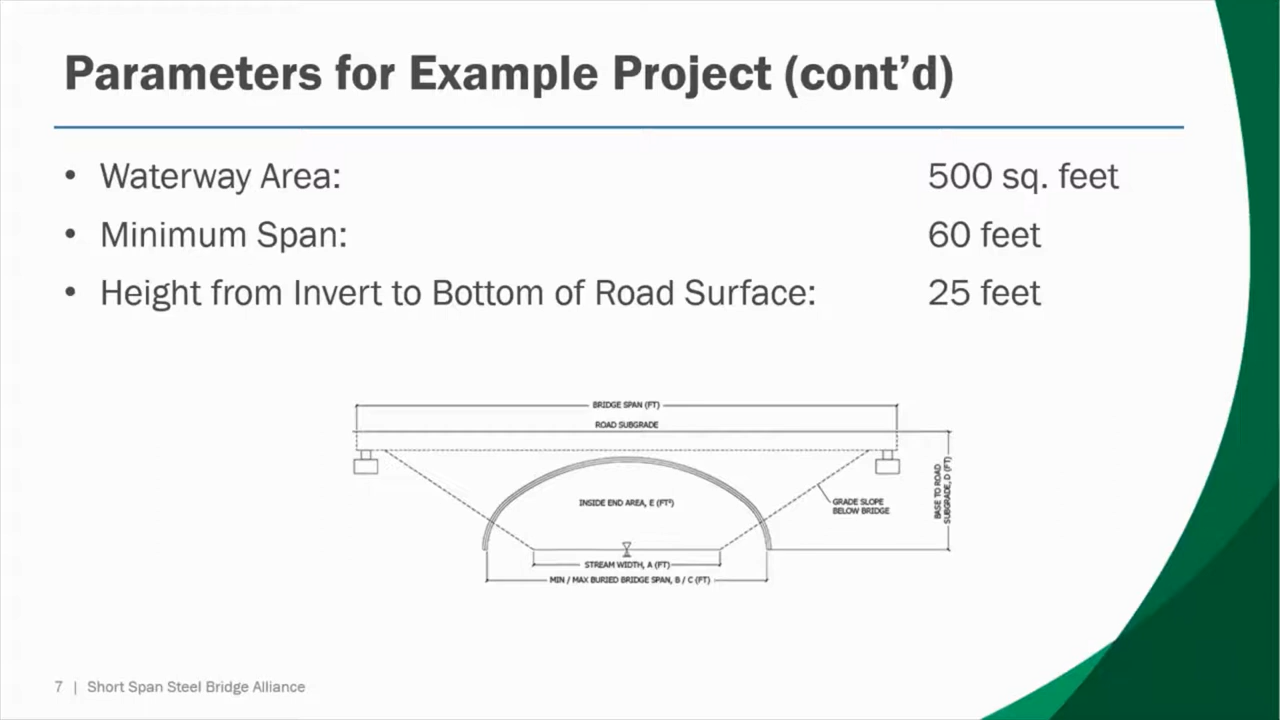 Parameters for Example Project (cont’d)
• Waterway Area: 500 sq. feet
• Minimum Span: 60 feet
• Height from Invert to Bottom of Road Surface: 25 feet
BRIDGE SPAN (FT)
ROAD SUBGRADE
INSIDE END AREA, E (FT²)
GRADE SLOPE
BELOW BRIDGE
BASE TO ROAD
SUBGRADE, D (FT)
STREAM WIDTH, A (FT)
MIN / MAX BURIED BRIDGE SPAN, B / C (FT)
7 | Short Span Steel Bridge Alliance